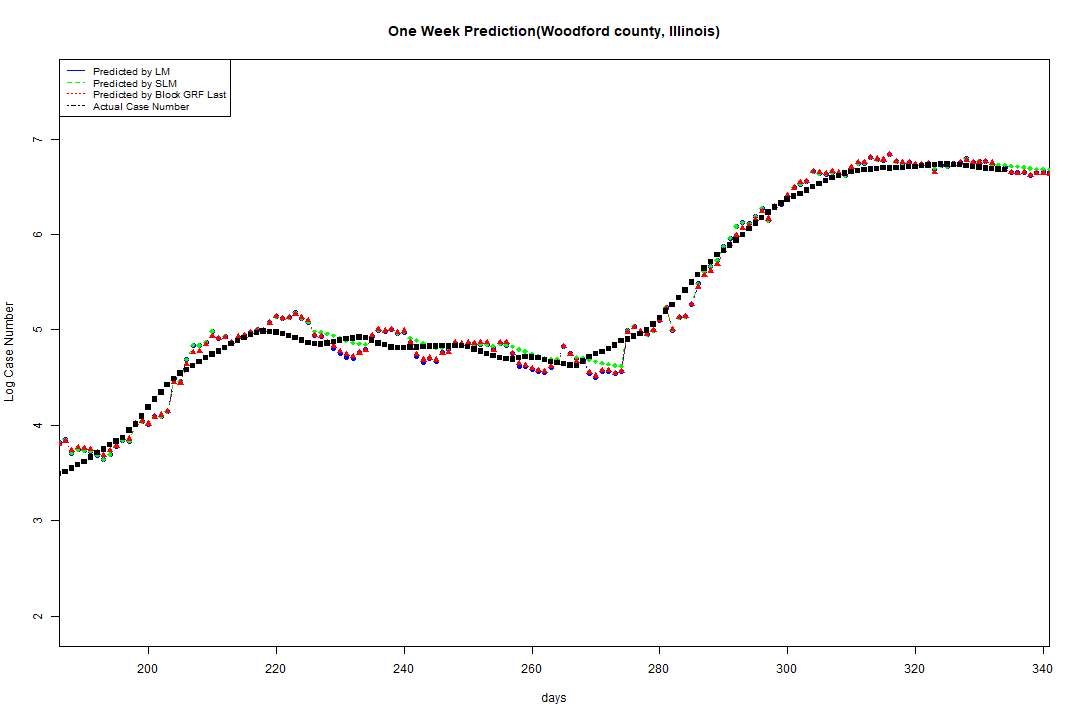 One Week Prediction(Woodford county, Illinois)
Predicted by LM
Predicted by SLM
Predicted by Block GRF Last
Actual Case Number
7
6
5
4
3
2
Log Case Number
200 220 240 260 280 300 320 340
days